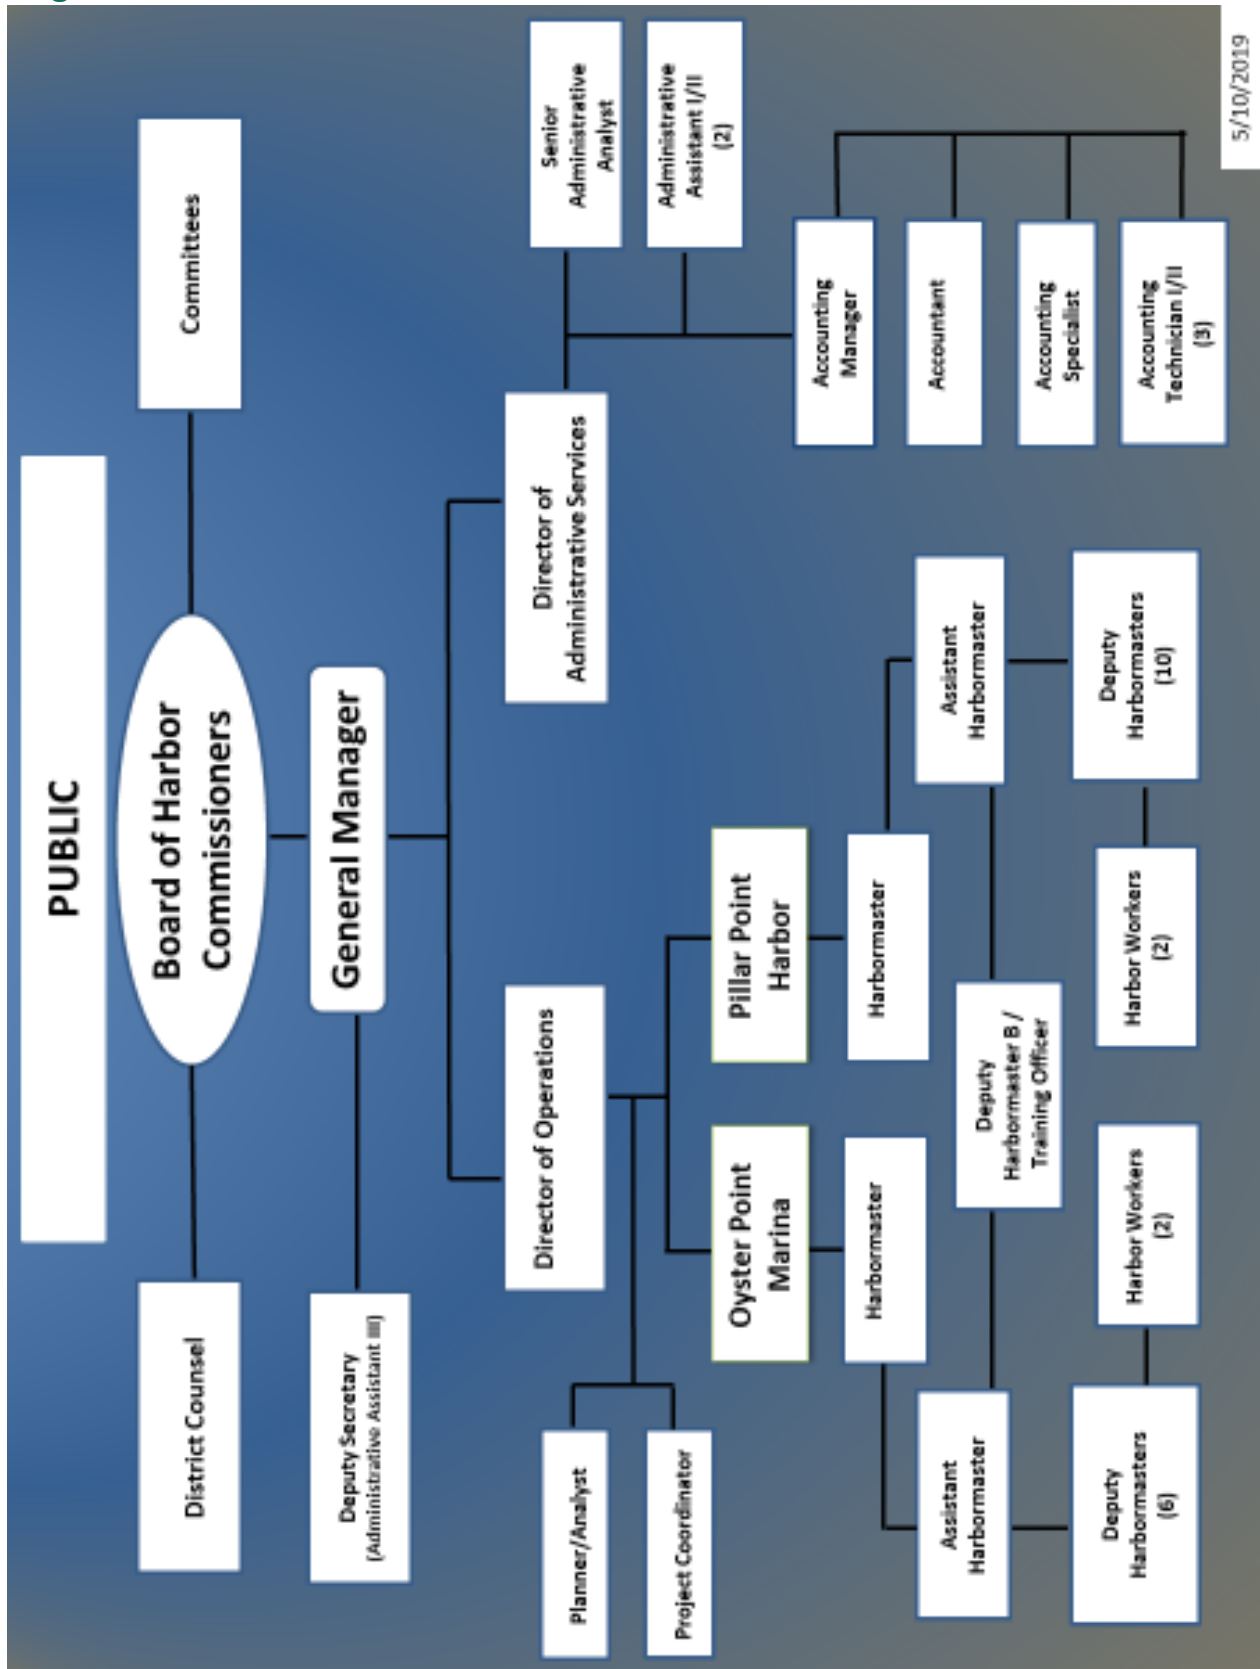 PUBLIC
Board of Harbor
Commissioners
District Counsel
Committees
General Manager
Deputy Secretary
(Administrative Assistant III)
Director of Operations
Director of
Administrative Services
Planner/Analyst
Project Coordinator
Oyster Point
Marina
Pillar Point
Harbor
Harbormaster
Harbormaster
Assistant
Harbormaster
Deputy
Harbormaster B /
Training Officer
Assistant
Harbormaster
Deputy
Harbormasters
(6)
Harbor Workers
(2)
Harbor Workers
(2)
Deputy
Harbormasters
(10)
Senior
Administrative
Analyst
Administrative
Assistant I/II
(2)
Accounting
Manager
Accountant
Accounting
Specialist
Accounting
Technician I/II
(3)
5/10/2019